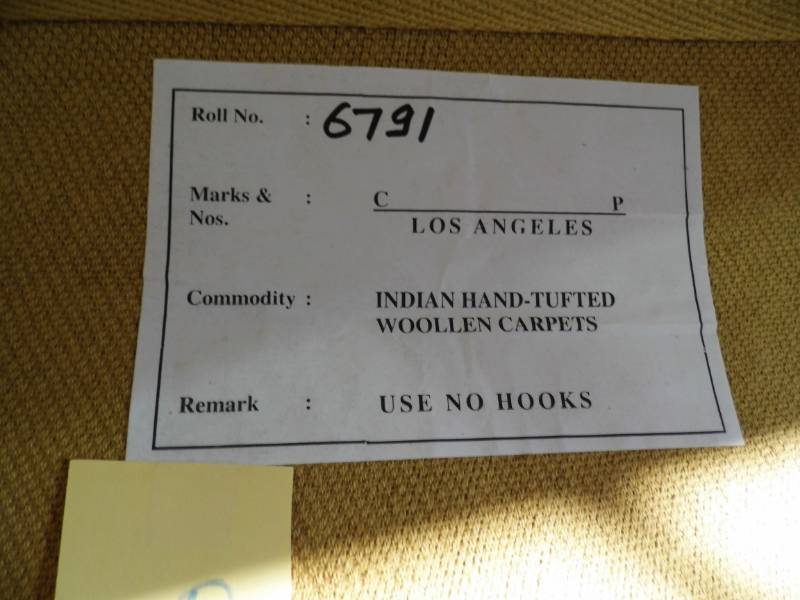 Roll No. : 6791
Marks & : C P
Nos. LOS ANGELES
Commodity : INDIAN HAND-TUFTED
WOOLLEN CARPETS
Remark : USE NO HOOKS